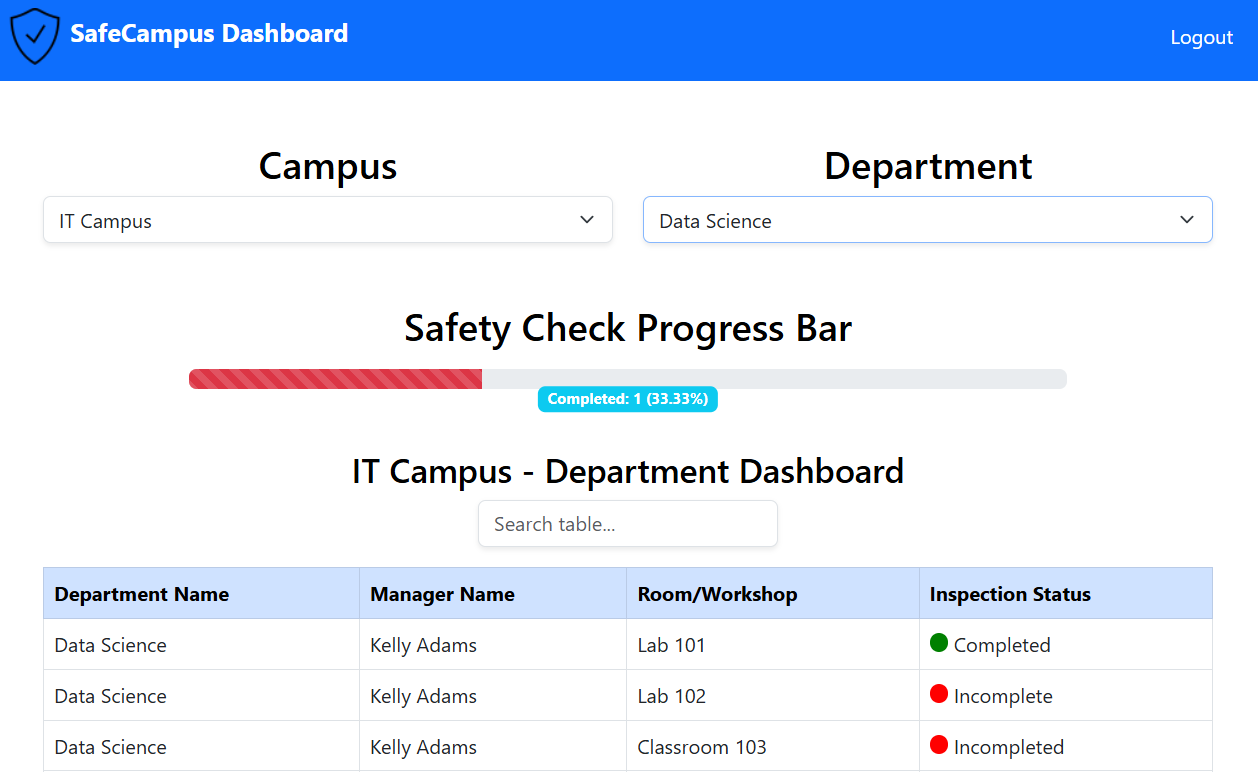 SafeCampus Dashboard
Logout
Campus
Department
IT Campus
Data Science
Safety Check Progress Bar
Completed: 1 (33.33%)
IT Campus - Department Dashboard
Search table...
Department Name Manager Name Room/Workshop Inspection Status
Data Science Kelly Adams Lab 101 Completed
Data Science Kelly Adams Lab 102 Incomplete
Data Science Kelly Adams Classroom 103 Incompleted